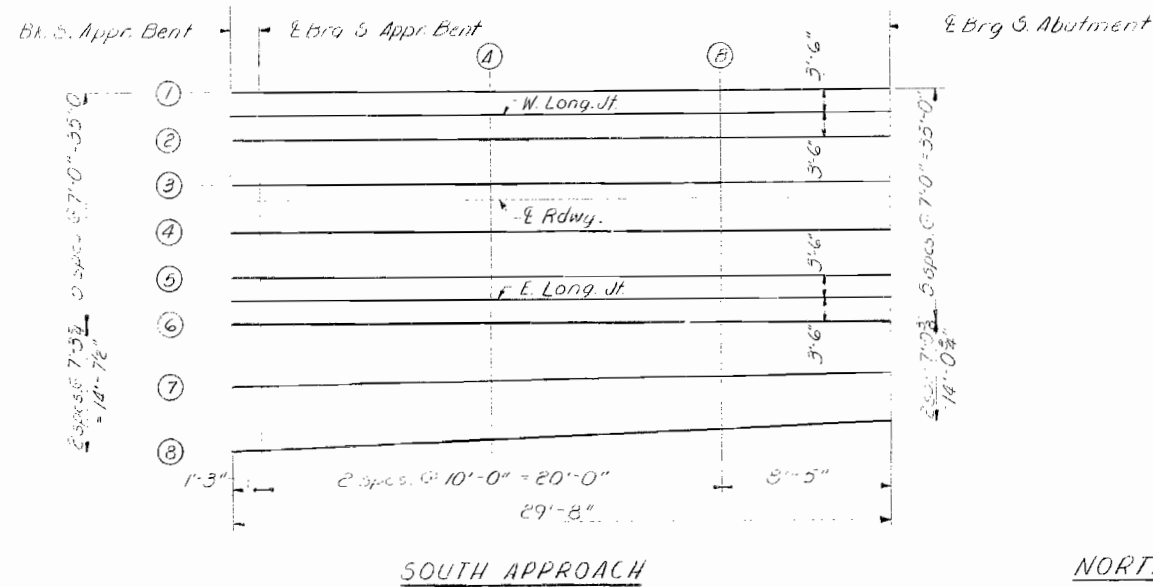 Bk. S. Appr. Bent
℄ Brg S. Appr. Bent
℄ Brg S. Abutment
A
B
3'-6"
1
W. Long. Jt.
2
3'-6"
3
℄ Rdwy.
4
5
3'-6"
E. Long. Jt.
6
3'-6"
7
8
spcs. @ 7'-0" = 35'-0
2 spcs @ 7'-3¾"
= 14'-7½"
5 spcs. @ 7'-0" = 35'-0"
2 spcs. 7'-0⅜"
14'-0¾"
1'-3"
2 spcs. @ 10'-0" = 20'-0"
8'-5"
29'-8"
SOUTH APPROACH
NORT